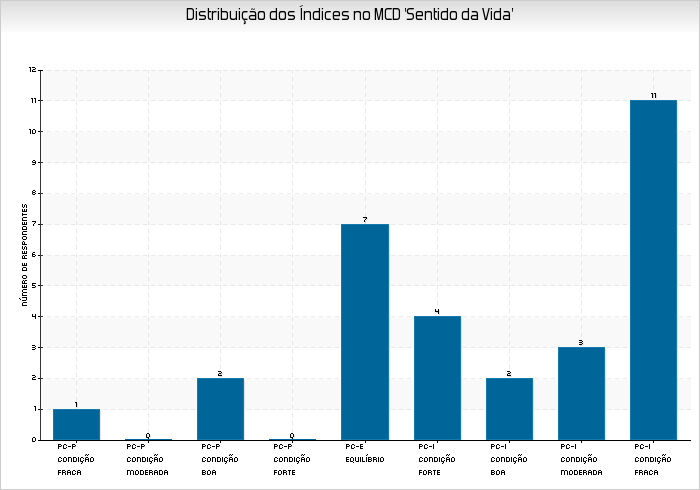 Distribuição dos Índices no MCD 'Sentido da Vida'
NÚMERO DE RESPONDENTES
12
11
10
9
8
7
6
5
4
3
2
1
0
1
0
2
0
7
4
2
3
11
PC-P
CONDIÇÃO
FRACA
PC-P
CONDIÇÃO
MODERADA
PC-P
CONDIÇÃO
BOA
PC-P
CONDIÇÃO
FORTE
PC-E
EQUILÍBRIO
PC-I
CONDIÇÃO
FORTE
PC-I
CONDIÇÃO
BOA
PC-I
CONDIÇÃO
MODERADA
PC-I
CONDIÇÃO
FRACA